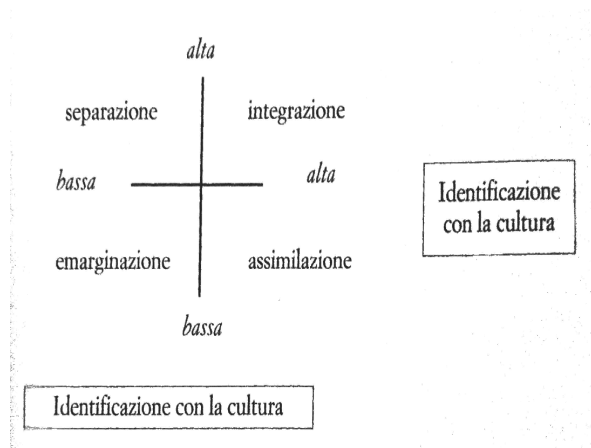 alta
separazione integrazione
bassa alta
Identificazione
con la cultura
emarginazione assimilazione
bassa
Identificazione con la cultura